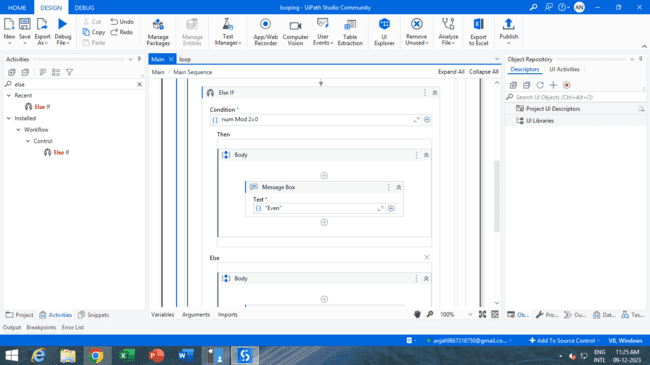 HOME DESIGN DEBUG looping - UiPath Studio Community AN
New Save Export As Debug File Cut Copy Paste Undo Redo Manage Packages Manage Entities Test Manager App/Web Recorder Computer Vision User Events Table Extraction UI Explorer Remove Unused Analyze File Export to Excel Publish
Activities
else
Recent
Else If
Installed
Workflow
Control
Else If
Project Activities Snippets
Main loop
Main Main Sequence Expand All Collapse All
Else If
Condition *
num Mod 2=0
Then
Body
Message Box
Text *
"Even"
Else
Body
Variables Arguments Imports 100%
Object Repository
Descriptors UI Activities
Search UI Objects (Ctrl+Alt+O)
Project UI Descriptors
UI Libraries
Ob... Pro... Ou... Dat... Tes...
Output Breakpoints Error List
anjali9867318750@gmail.co... Add To Source Control VB, Windows
ENG
INTL
11:25 AM
09-12-2023